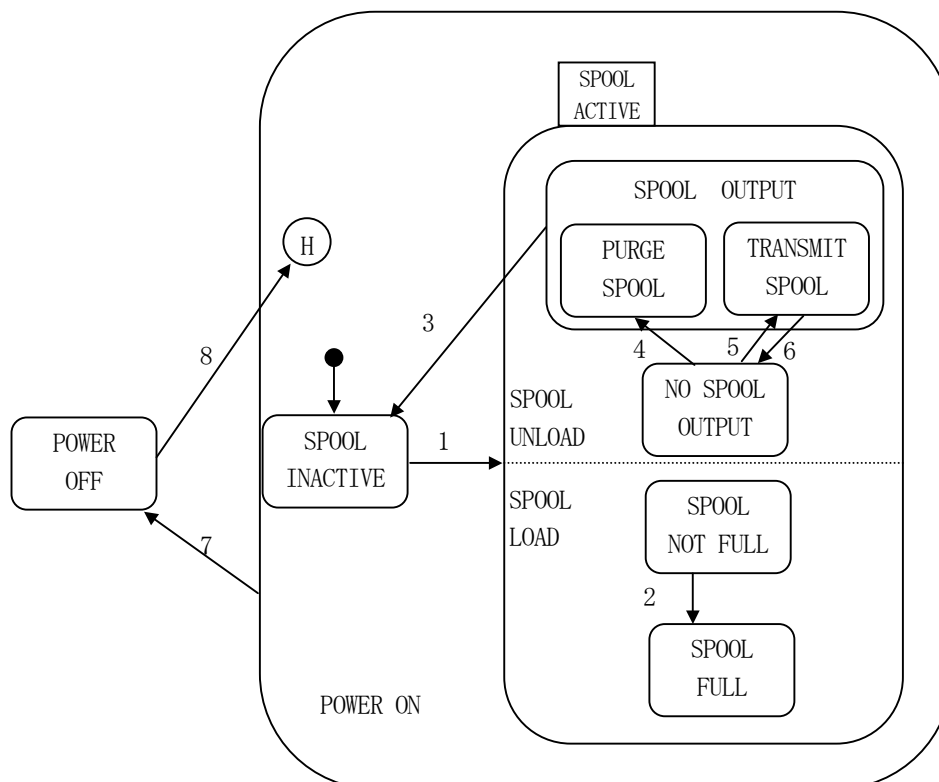 SPOOL
ACTIVE
SPOOL OUTPUT
PURGE
SPOOL
TRANSMIT
SPOOL
H
3
4
5
6
8
NO SPOOL
OUTPUT
SPOOL
UNLOAD
POWER
OFF
SPOOL
INACTIVE
1
SPOOL
LOAD
SPOOL
NOT FULL
7
2
SPOOL
FULL
POWER ON